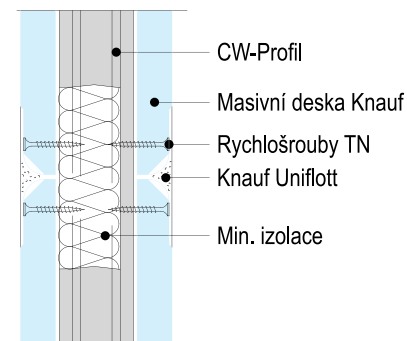 CW-Profil
Masivní deska Knauf
Rychlošrouby TN
Knauf Uniflott
Min. izolace